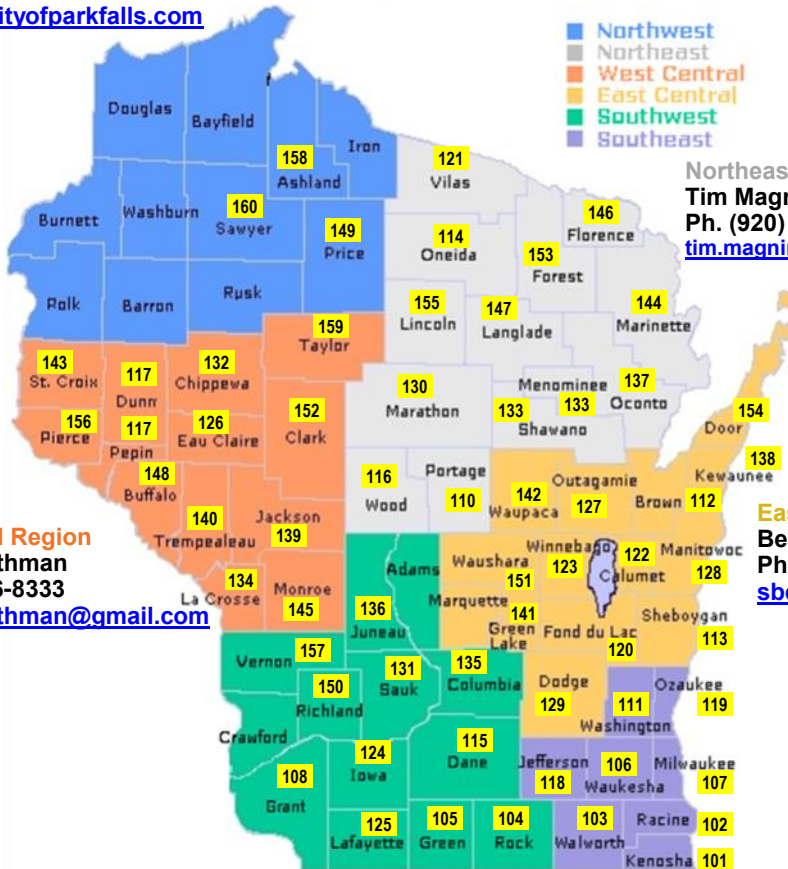 ityofparkfalls.com
Northwest
Northeast
West Central
East Central
Southwest
Southeast
Northeas
Tim Magn
Ph. (920)
tim.magnin
Douglas
Bayfield
Iron
158
Ashland
121
Vilas
Burnett
Washburn
160
Sawyer
149
Price
114
Oneida
146
Florence
153
Forest
Polk
Barron
Rusk
155
Lincoln
147
Langlade
144
Marinette
159
Taylor
143
St. Croix
117
Dunn
132
Chippewa
130
Marathon
Menominee
133
133
Shawano
137
Oconto
156
Pierce
117
Pepin
126
Eau Claire
152
Clark
154
Door
148
Buffalo
116
Wood
Portage
110
142
Waupaca
Outagamie
127
Brown
112
138
Kewaunee
140
Trempealeau
Jackson
139
l Region
thman
6-8333
thman@gmail.com
Eas
Be
Ph
sbe
Adams
Waushara
151
Winnebago
123
122
Calumet
Manitowoc
128
134
La Crosse
Monroe
145
136
Juneau
Marquette
141
Green
Lake
Fond du Lac
120
Sheboygan
113
Vernon
157
150
Richland
131
Sauk
135
Columbia
Dodge
129
111
Washington
Ozaukee
119
Crawford
108
Grant
124
Iowa
115
Dane
Jefferson
118
106
Waukesha
Milwaukee
107
125
Lafayette
105
Green
104
Rock
103
Walworth
Racine
102
Kenosha
101